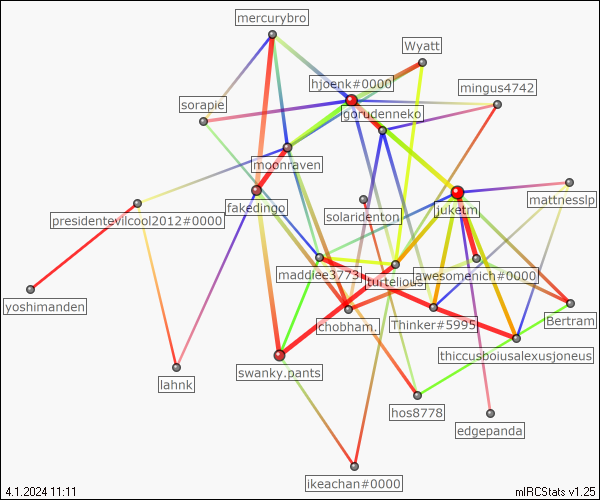 mercurybro
Wyatt
hjoenk#0000
mingus4742
sorapie
gorudenneko
moonraven
mattnesslp
fakedingo
solaridenton
juketm
presidentevilcool2012#0000
maddiee3773
turtelious
awesomenich#0000
yoshimanden
chobham.
Thinker#5995
Bertram
thiccusboiusalexusjoneus
swanky.pants
lahnk
hos8778
edgepanda
ikeachan#0000
4.1.2024 11:11
mIRCStats v1.25